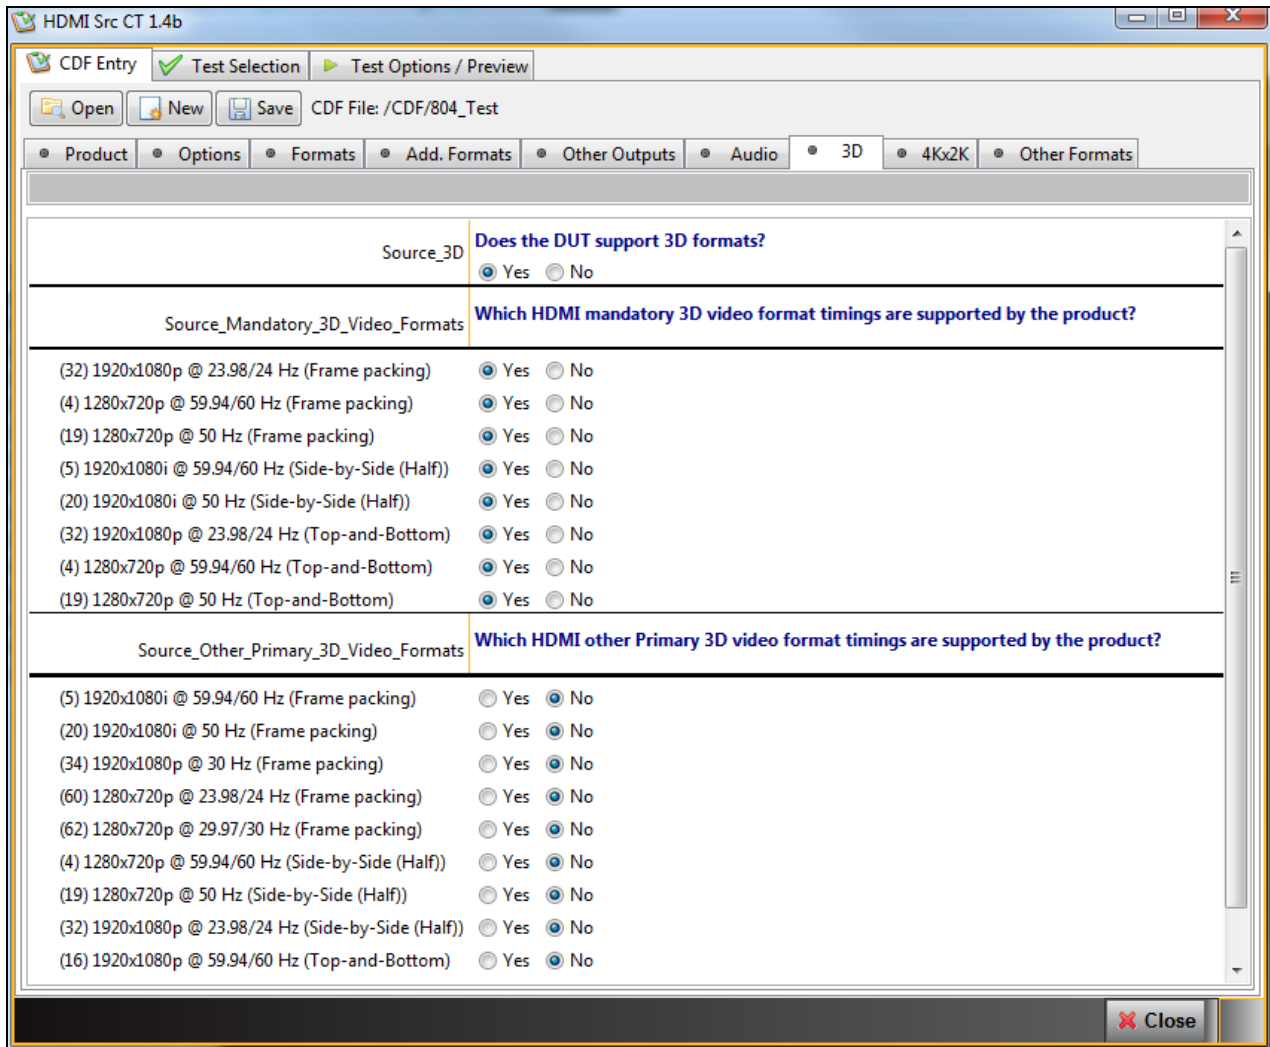 HDMI Src CT 1.4b
CDF Entry Test Selection Test Options / Preview
Open New Save CDF File: /CDF/804_Test
Product Options Formats Add. Formats Other Outputs Audio 3D 4Kx2K Other Formats
Source_3D Does the DUT support 3D formats?
Yes No
Source_Mandatory_3D_Video_Formats Which HDMI mandatory 3D video format timings are supported by the product?
(32) 1920x1080p @ 23.98/24 Hz (Frame packing) Yes No
(4) 1280x720p @ 59.94/60 Hz (Frame packing) Yes No
(19) 1280x720p @ 50 Hz (Frame packing) Yes No
(5) 1920x1080i @ 59.94/60 Hz (Side-by-Side (Half)) Yes No
(20) 1920x1080i @ 50 Hz (Side-by-Side (Half)) Yes No
(32) 1920x1080p @ 23.98/24 Hz (Top-and-Bottom) Yes No
(4) 1280x720p @ 59.94/60 Hz (Top-and-Bottom) Yes No
(19) 1280x720p @ 50 Hz (Top-and-Bottom) Yes No
Source_Other_Primary_3D_Video_Formats Which HDMI other Primary 3D video format timings are supported by the product?
(5) 1920x1080i @ 59.94/60 Hz (Frame packing) Yes No
(20) 1920x1080i @ 50 Hz (Frame packing) Yes No
(34) 1920x1080p @ 30 Hz (Frame packing) Yes No
(60) 1280x720p @ 23.98/24 Hz (Frame packing) Yes No
(62) 1280x720p @ 29.97/30 Hz (Frame packing) Yes No
(4) 1280x720p @ 59.94/60 Hz (Side-by-Side (Half)) Yes No
(19) 1280x720p @ 50 Hz (Side-by-Side (Half)) Yes No
(32) 1920x1080p @ 23.98/24 Hz (Side-by-Side (Half)) Yes No
(16) 1920x1080p @ 59.94/60 Hz (Top-and-Bottom) Yes No
Close